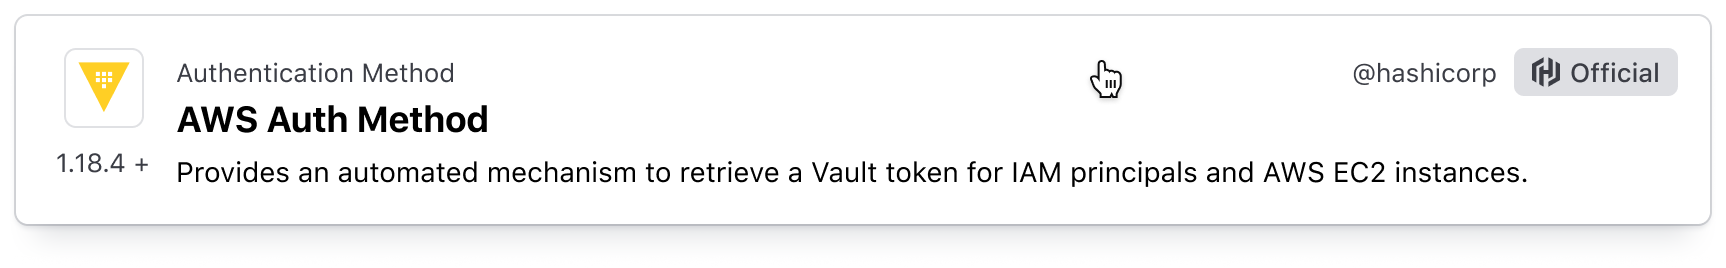 Authentication Method
@hashicorp
Official
AWS Auth Method
1.18.4 +
Provides an automated mechanism to retrieve a Vault token for IAM principals and AWS EC2 instances.